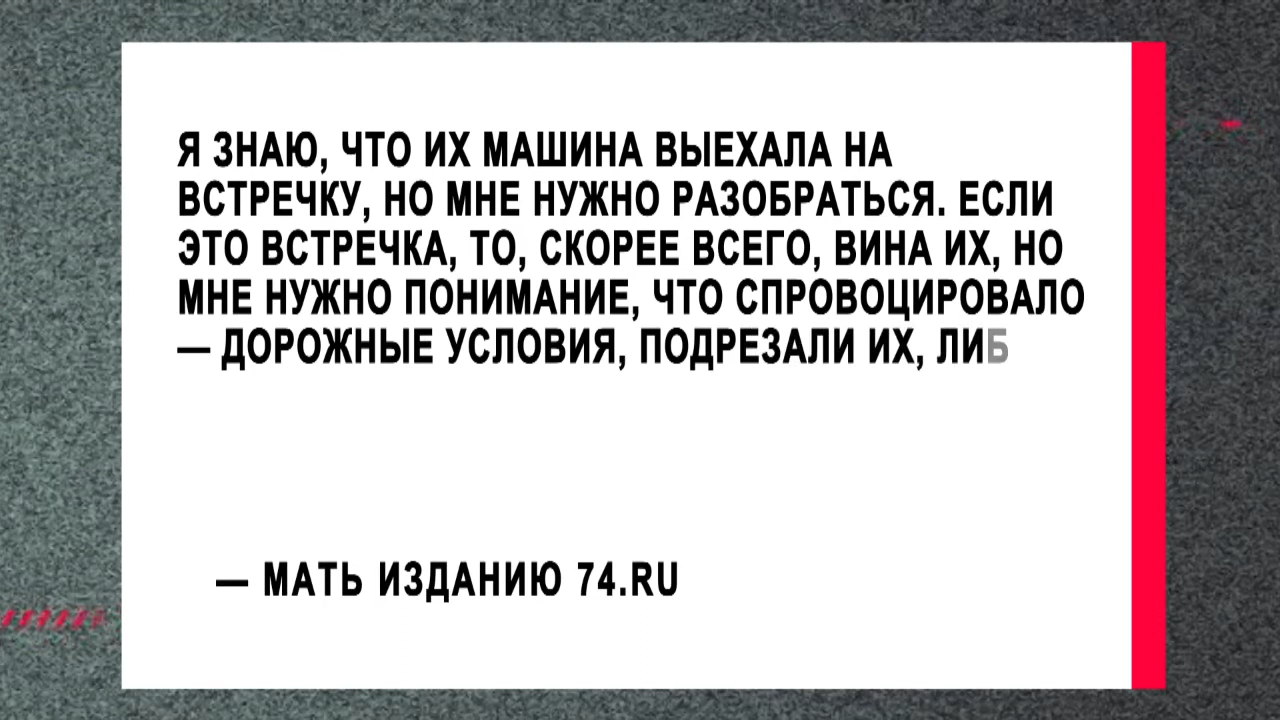 Я ЗНАЮ, ЧТО ИХ МАШИНА ВЫЕХАЛА НА
ВСТРЕЧКУ, НО МНЕ НУЖНО РАЗОБРАТЬСЯ. ЕСЛИ
ЭТО ВСТРЕЧКА, ТО, СКОРЕЕ ВСЕГО, ВИНА ИХ, НО
МНЕ НУЖНО ПОНИМАНИЕ, ЧТО СПРОВОЦИРОВАЛО
— ДОРОЖНЫЕ УСЛОВИЯ, ПОДРЕЗАЛИ ИХ, ЛИБ
— МАТЬ ИЗДАНИЮ 74.RU